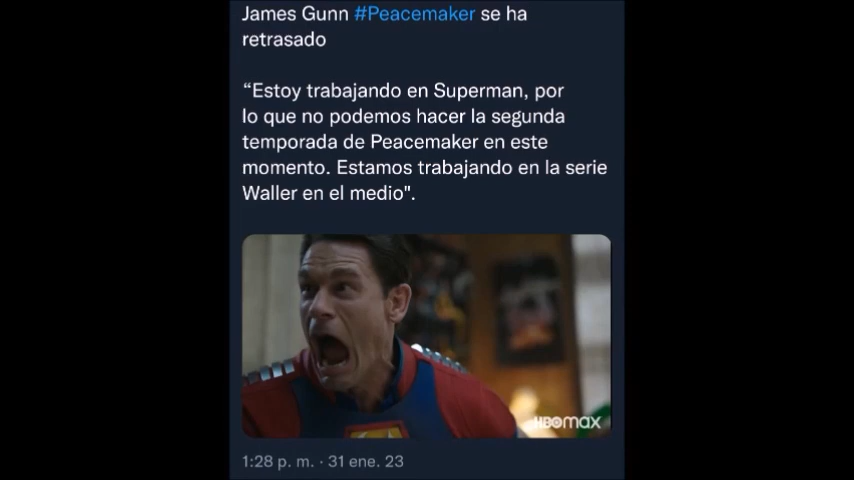 James Gunn #Peacemaker se ha
retrasado
“Estoy trabajando en Superman, por
lo que no podemos hacer la segunda
temporada de Peacemaker en este
momento. Estamos trabajando en la serie
Waller en el medio".
HBOmax
1:28 p. m. · 31 ene. 23